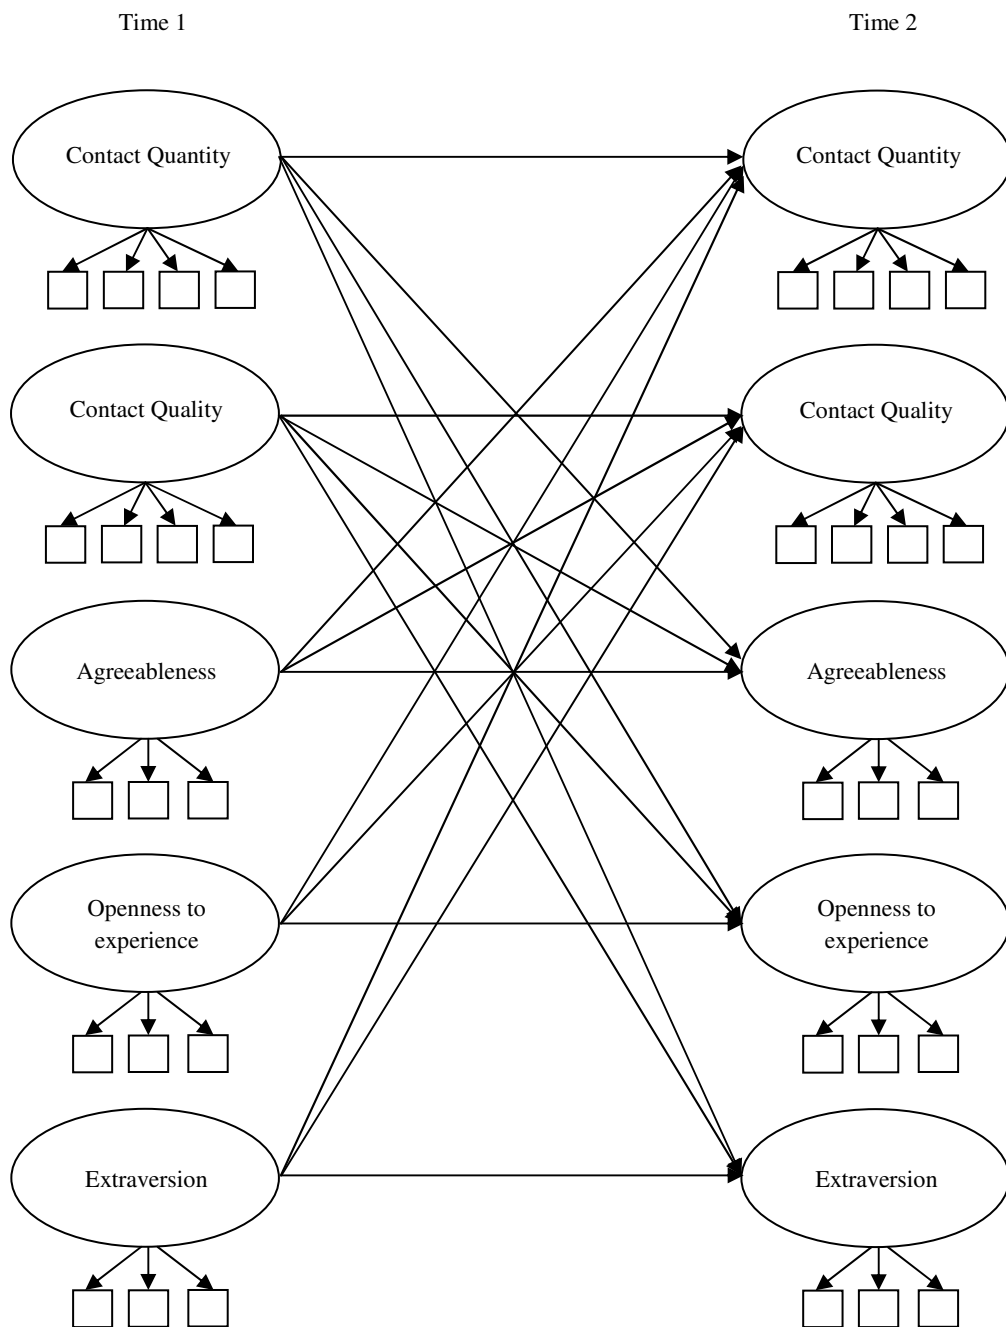 Time 1
Time 2
Contact Quantity
Contact Quantity
Contact Quality
Contact Quality
Agreeableness
Agreeableness
Openness to
experience
Openness to
experience
Extraversion
Extraversion